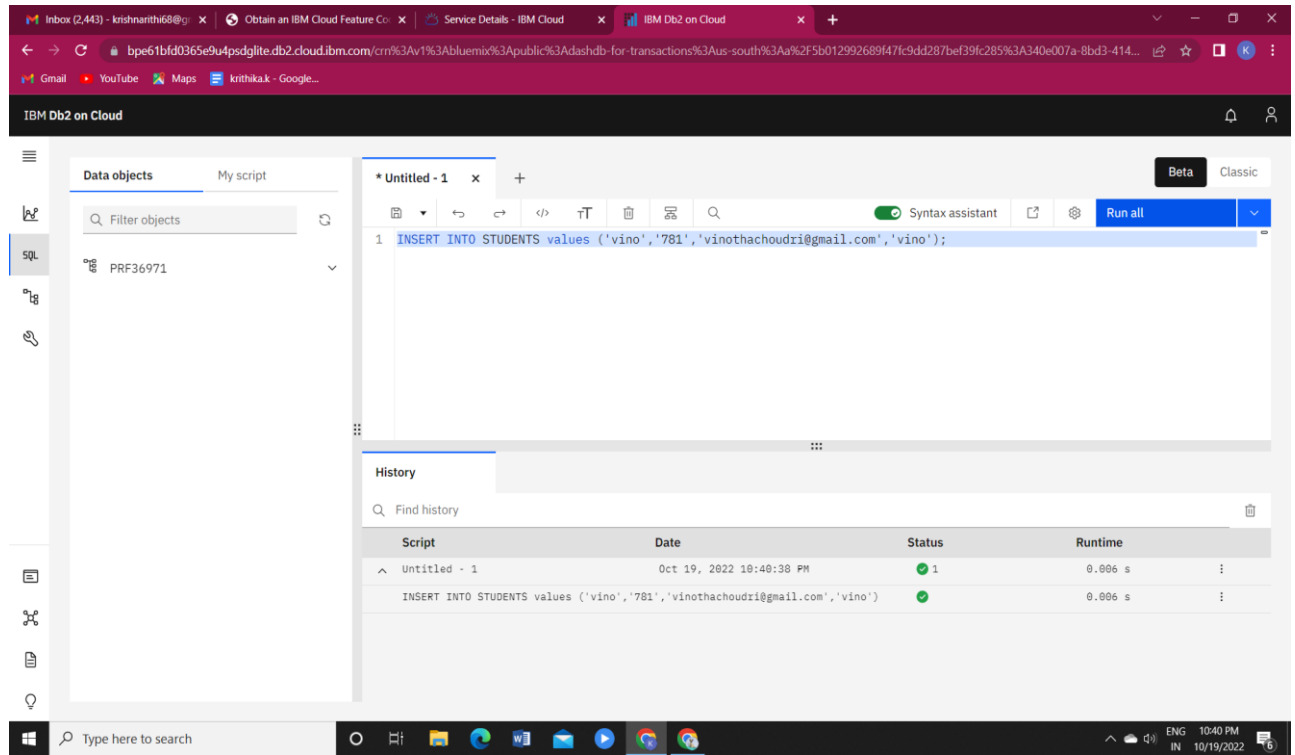 Inbox (2,443) - krishnarithi68@g
Obtain an IBM Cloud Feature Co
Service Details - IBM Cloud
IBM Db2 on Cloud
bpe61bfd0365e9u4psdglite.db2.cloud.ibm.com/crn%3Av1%3Abluemix%3Apublic%3Adashdb-for-transactions%3Aus-south%3Aa%2F5b012992689f47fc9dd287bef39fc285%3A340e007a-8bd3-414...
K
Gmail YouTube Maps krithika.k - Google...
IBM Db2 on Cloud
Data objects My script
* Untitled - 1
Beta Classic
Filter objects
Syntax assistant
Run all
SQL
1 INSERT INTO STUDENTS values ('vino','781','vinothachoudri@gmail.com','vino');
PRF36971
History
Find history
Script Date Status Runtime
Untitled - 1 Oct 19, 2022 10:40:38 PM 1 0.006 s
INSERT INTO STUDENTS values ('vino','781','vinothachoudri@gmail.com','vino') 0.006 s
Type here to search
ENG 10:40 PM
IN 10/19/2022
6